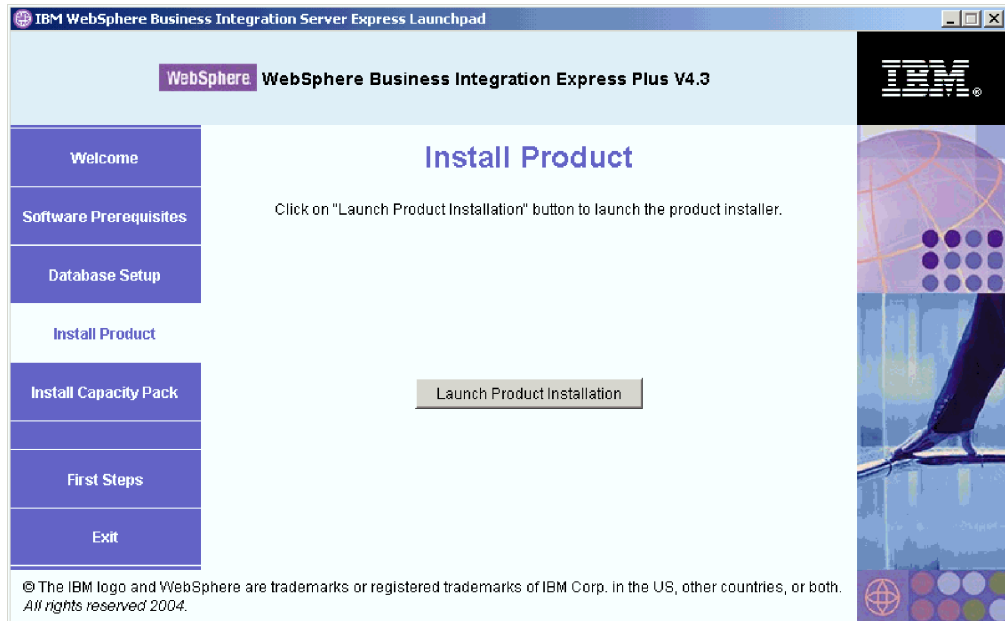 IBM WebSphere Business Integration Server Express Launchpad
WebSphere. WebSphere Business Integration Express Plus V4.3
IBM®
Welcome
Software Prerequisites
Database Setup
Install Product
Install Capacity Pack
First Steps
Exit
Install Product
Click on "Launch Product Installation" button to launch the product installer.
Launch Product Installation
© The IBM logo and WebSphere are trademarks or registered trademarks of IBM Corp. in the US, other countries, or both.
All rights reserved 2004.